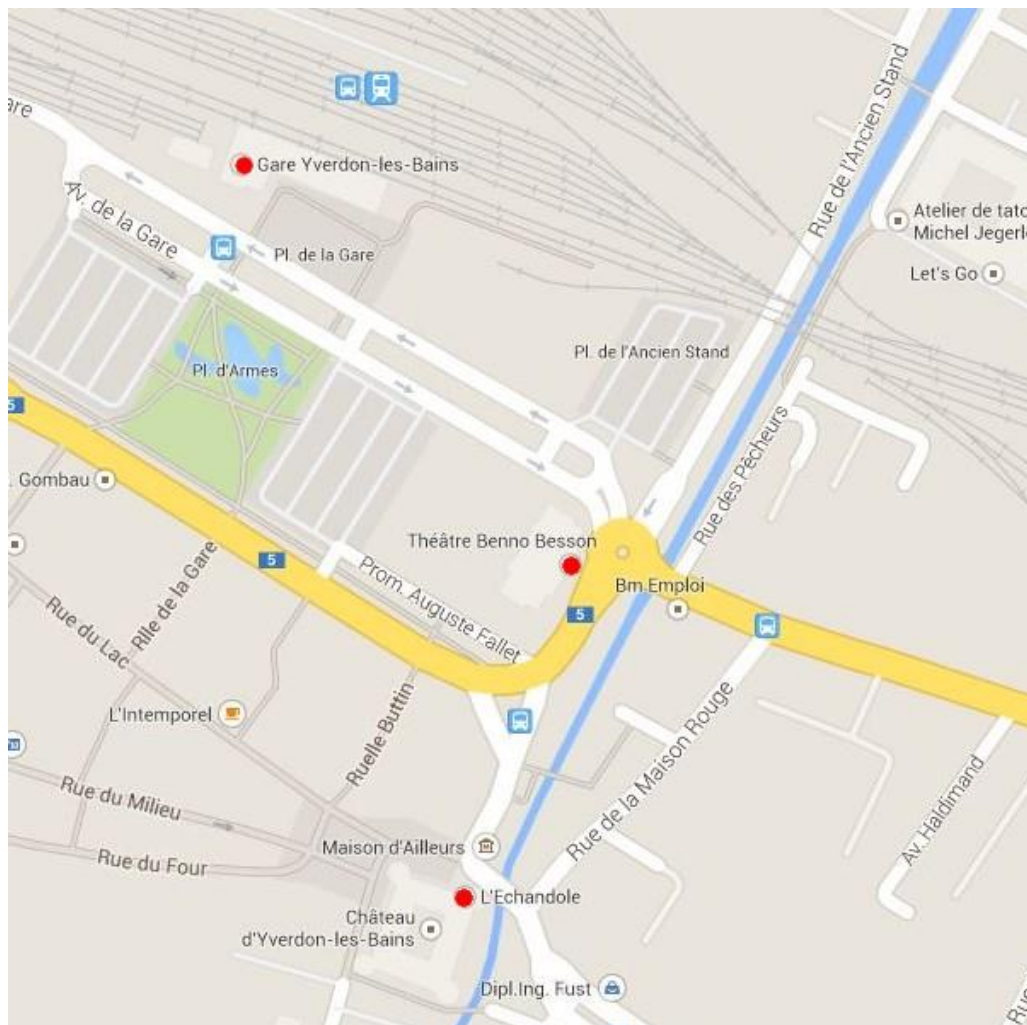 Rue de l'Ancien Stand
Gare Yverdon-les-Bains
Av. de la Gare
Atelier de tato
Michel Jegerl
Pl. de la Gare
Let's Go
Pl. de l'Ancien Stand
Pl. d'Armes
5
Rue des Pêcheurs
. Gombau
Théâtre Benno Besson
5
Prom. Auguste Fallet
Bm Emploi
5
Rlle de la Gare
Rue du Lac
L'Intemporel
Ruelle Buttin
Rue de la Maison Rouge
Rue du Milieu
Av. Haldimand
Maison d'Ailleurs
Rue du Four
L'Echandole
Château
d'Yverdon-les-Bains
Dipl.Ing. Fust